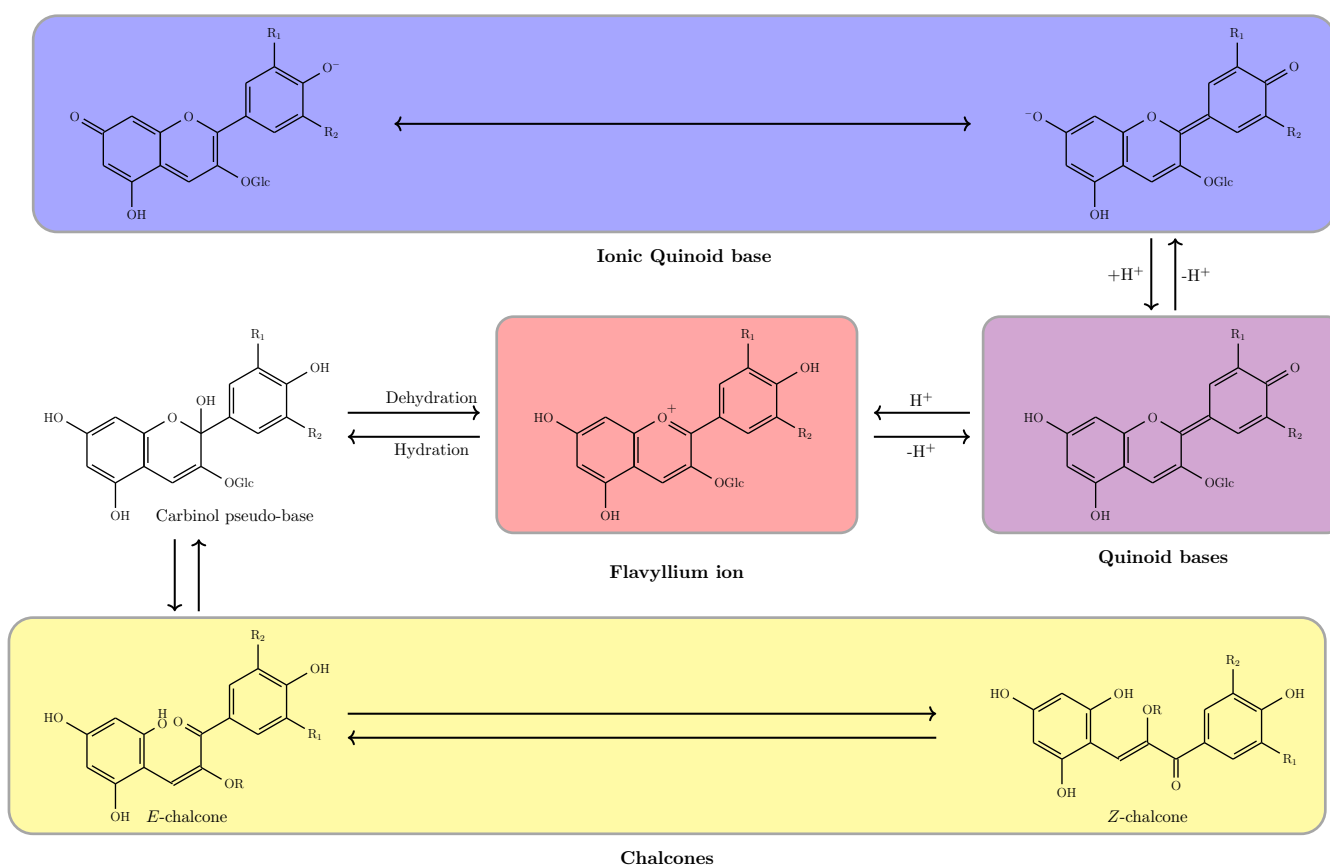 R1
O−
O
O
R2
OGlc
OH
R1
O
−O
O
R2
OGlc
OH
Ionic Quinoid base
+H+
-H+
R1
OH
OH
HO
O
R2
OGlc
OH
Carbinol pseudo-base
Dehydration
Hydration
R1
OH
HO
O+
R2
OGlc
OH
Flavyllium ion
H+
-H+
R1
O
HO
O
R2
OGlc
OH
Quinoid bases
R2
OH
H
HO
O
O
R1
OR
OH
E-chalcone
R2
HO
OH
OH
OR
R1
O
OH
Z-chalcone
Chalcones